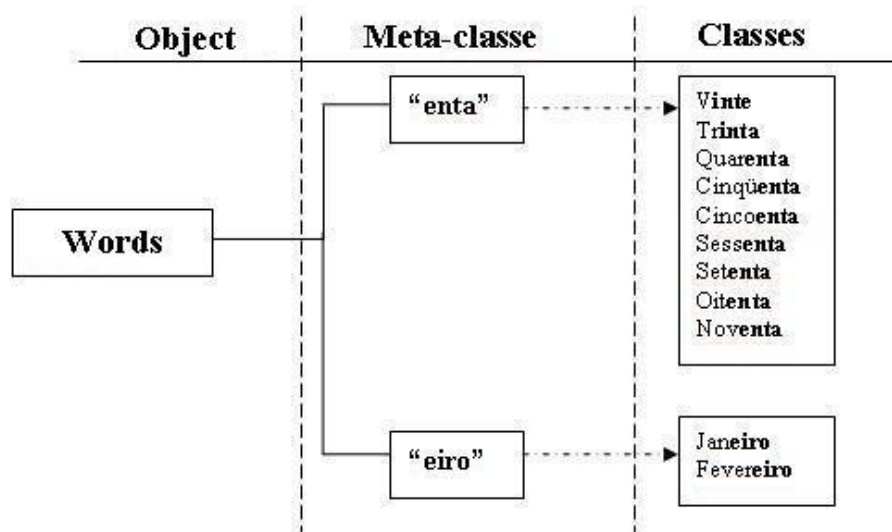 Object Meta-classe Classes
Words
“enta”
Vinte
Trinta
Quarenta
Cinqüenta
Cincoenta
Sessenta
Setenta
Oitenta
Noventa
“eiro”
Janeiro
Fevereiro